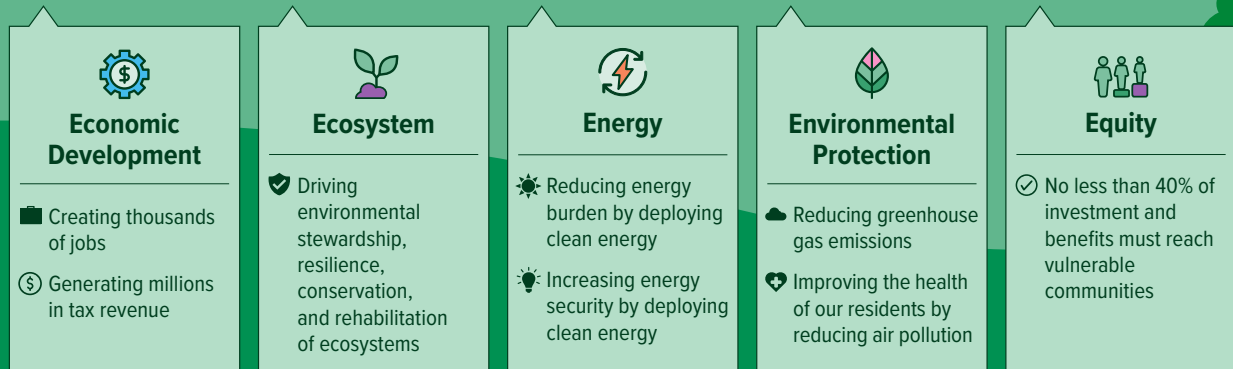 Economic
Development
Creating thousands
of jobs
Generating millions
in tax revenue
Ecosystem
Driving
environmental
stewardship,
resilience,
conservation,
and rehabilitation
of ecosystems
Energy
Reducing energy
burden by deploying
clean energy
Increasing energy
security by deploying
clean energy
Environmental
Protection
Reducing greenhouse
gas emissions
Improving the health
of our residents by
reducing air pollution
Equity
No less than 40% of
investment and
benefits must reach
vulnerable
communities